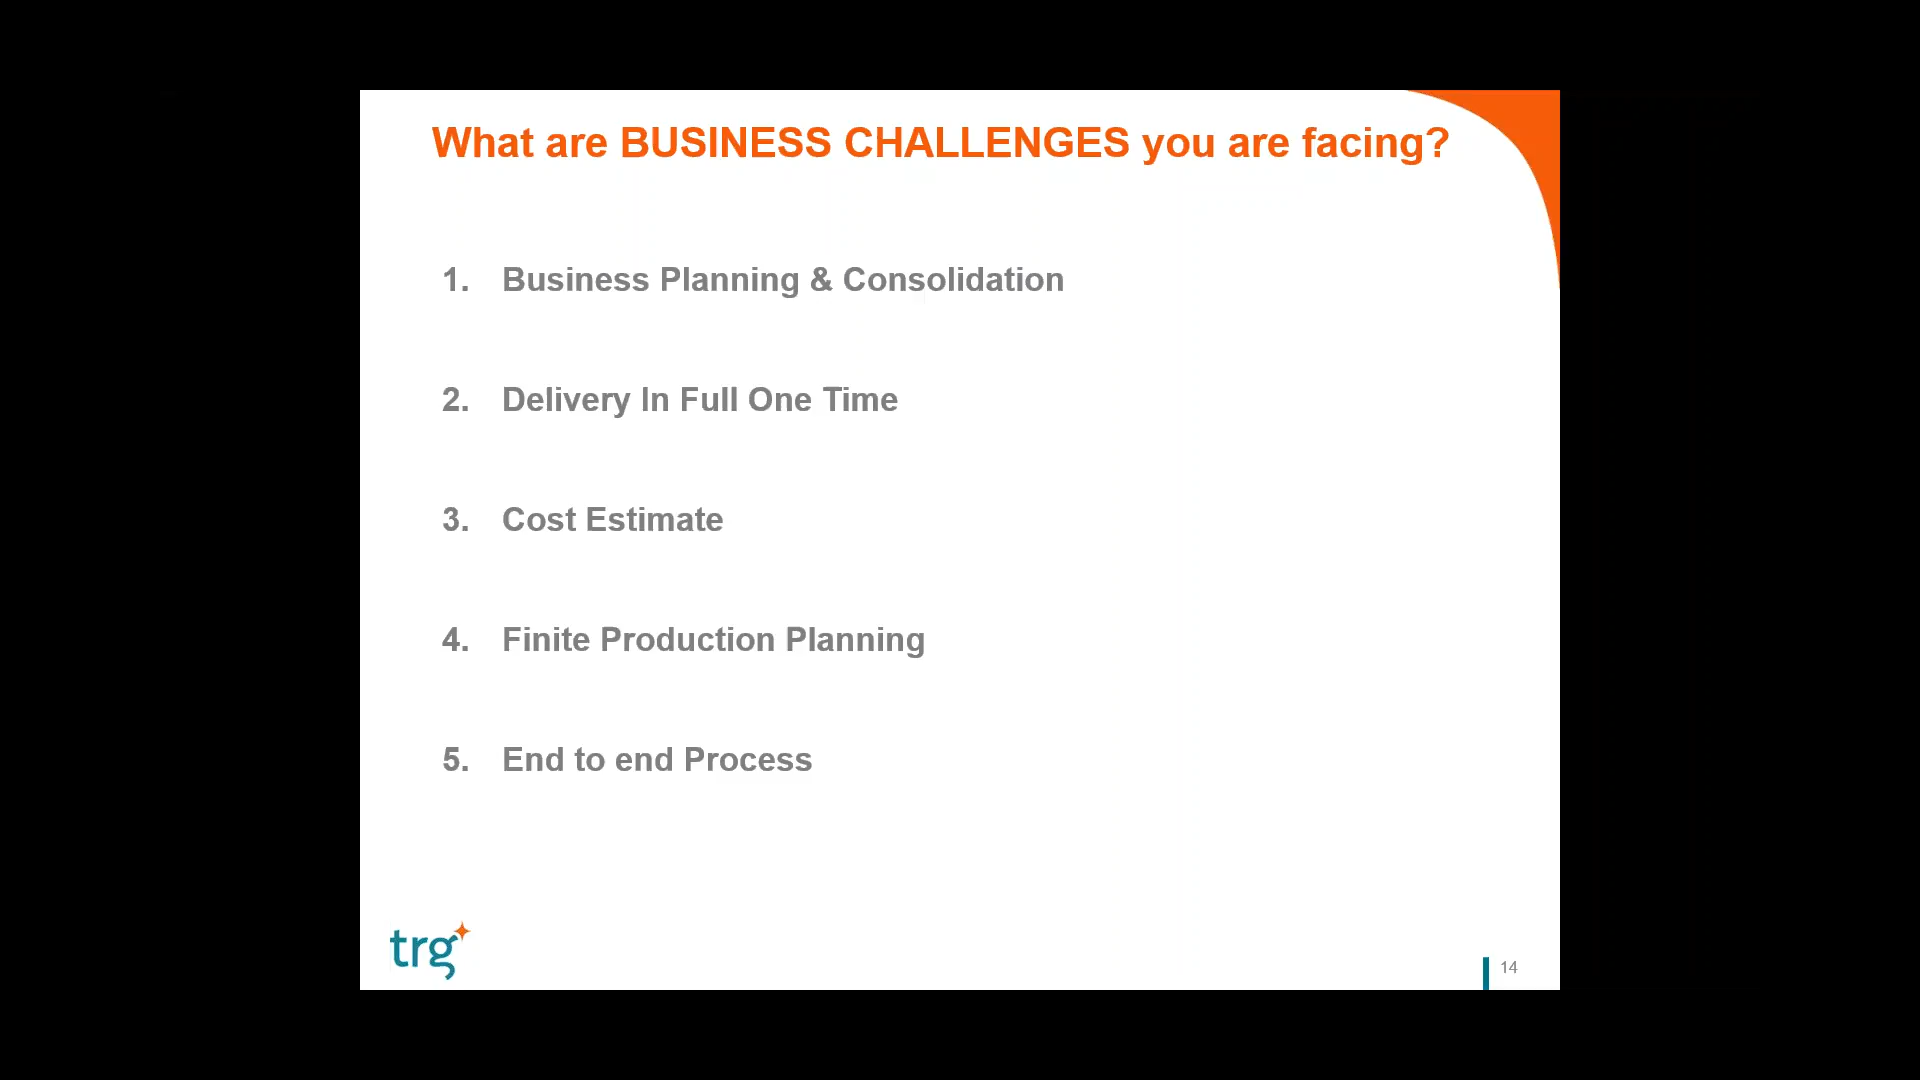 What are BUSINESS CHALLENGES you are facing?
1. Business Planning & Consolidation
2. Delivery In Full One Time
3. Cost Estimate
4. Finite Production Planning
5. End to end Process
trg
14